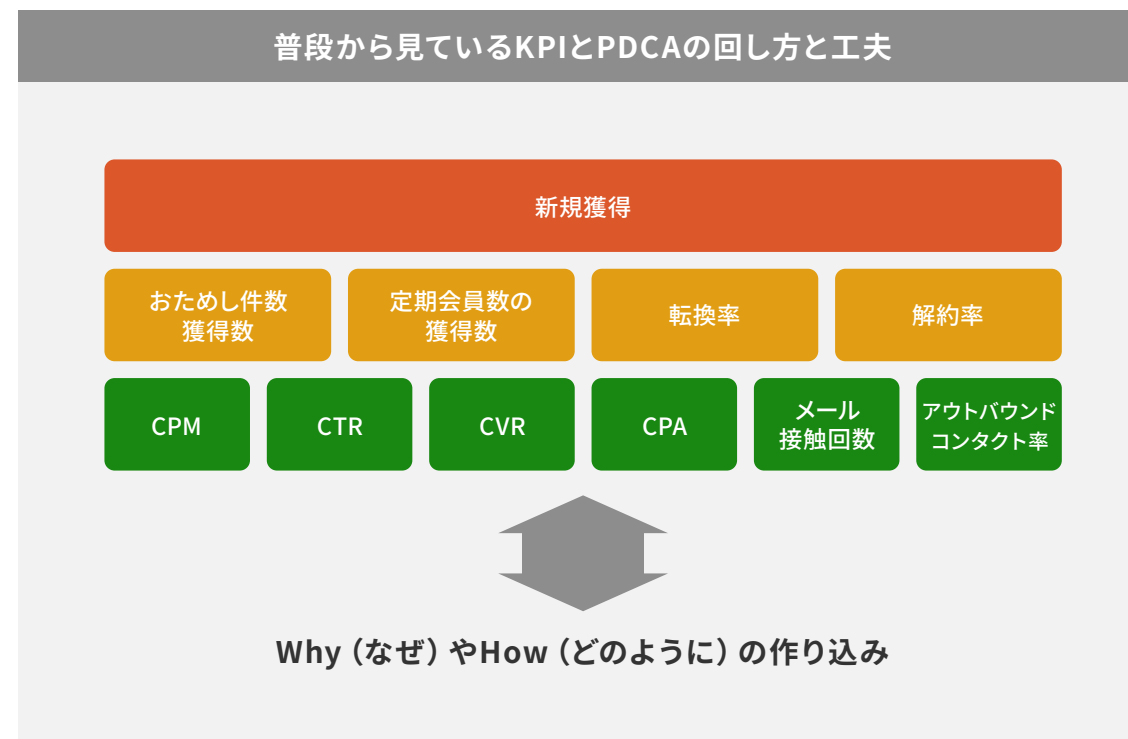 普段から見ているKPIとPDCAの回し方と工夫
新規獲得
おためし件数
獲得数
定期会員数の
獲得数
転換率
解約率
CPM
CTR
CVR
CPA
メール
接触回数
アウトバウンド
コンタクト率
Why（なぜ）やHow（どのように）の作り込み